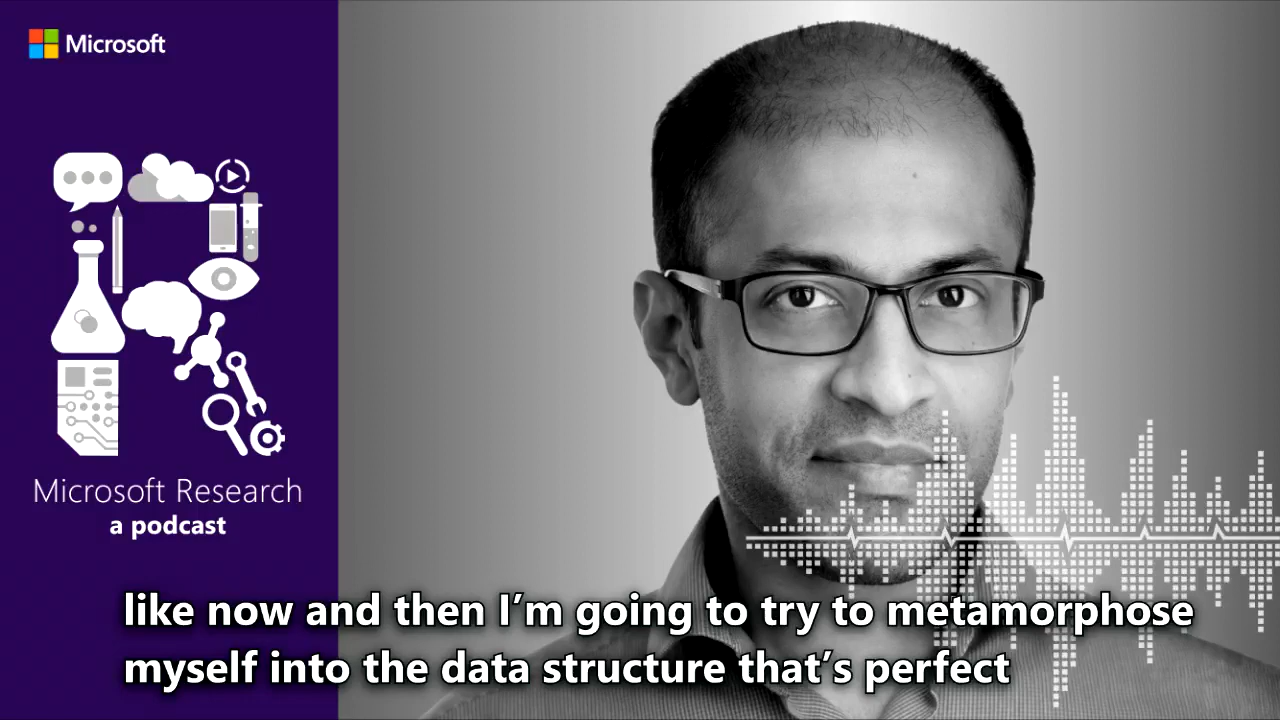 Microsoft
Microsoft Research
a podcast
like now and then I’m going to try to metamorphose
myself into the data structure that’s perfect